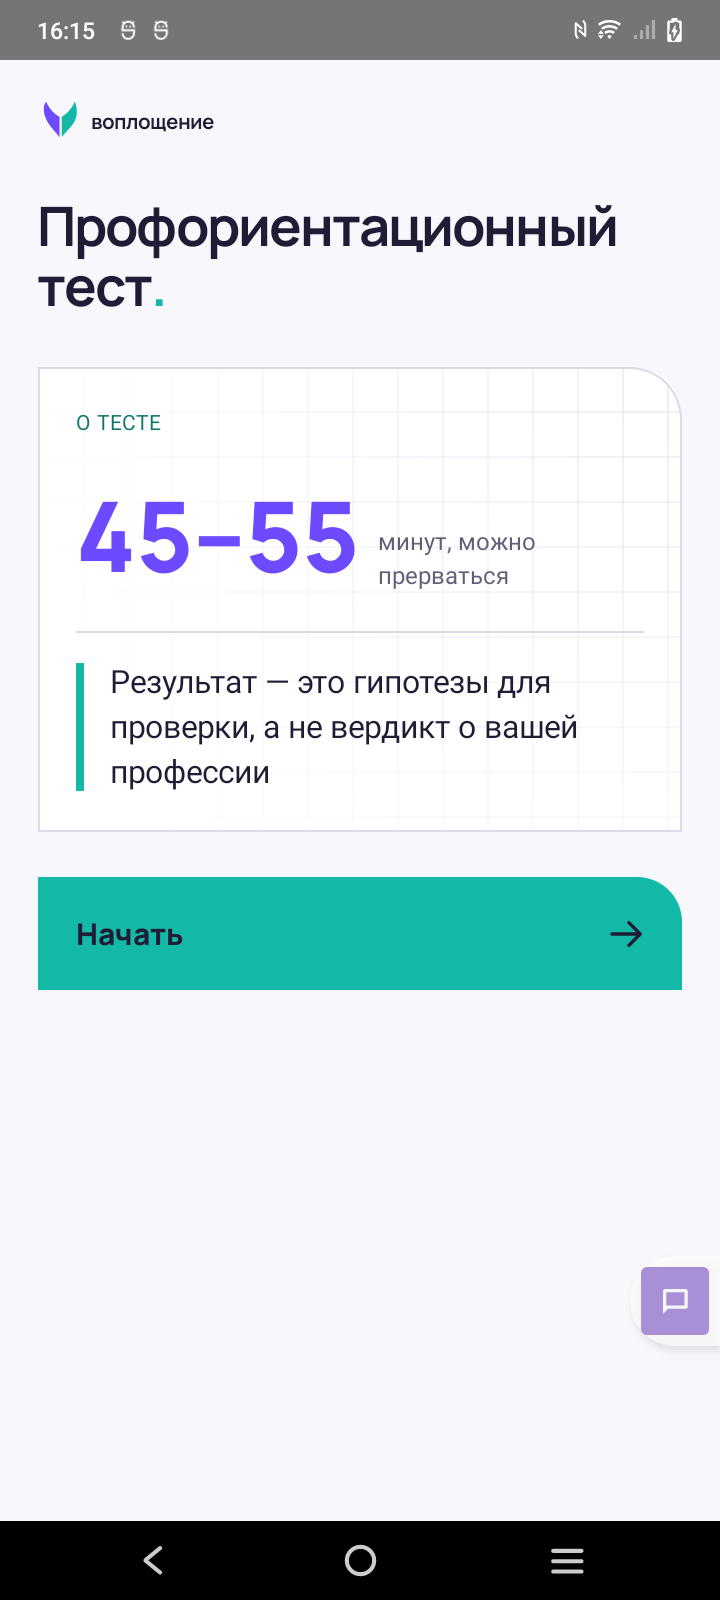 16:15
воплощение
Профориентационный
тест.
О ТЕСТЕ
45–55
минут, можно
прерваться
Результат — это гипотезы для
проверки, а не вердикт о вашей
профессии
Начать